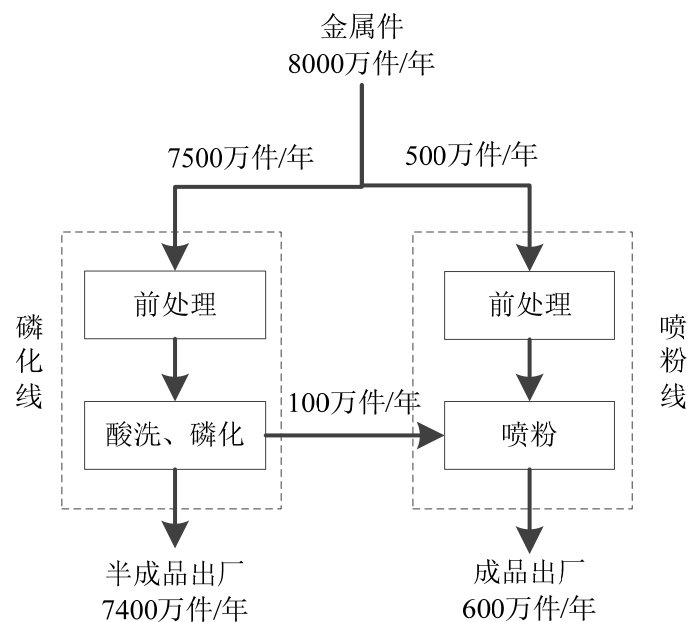 金属件
8000万件/年
7500万件/年
500万件/年
磷化线
前处理
前处理
喷粉线
100万件/年
酸洗、磷化
喷粉
半成品出厂
7400万件/年
成品出厂
600万件/年